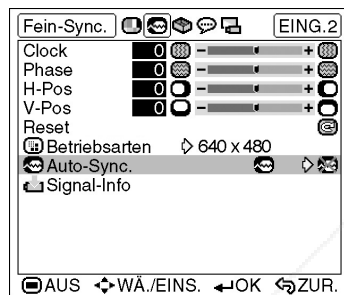 Fein-Sync. EING.2
Clock 0 - +
Phase 0 - +
H-Pos 0 - +
V-Pos 0 - +
Reset
Betriebsarten 640 x 480
Auto-Sync.
Signal-Info
AUS WÄ./EINS. OK ZUR.